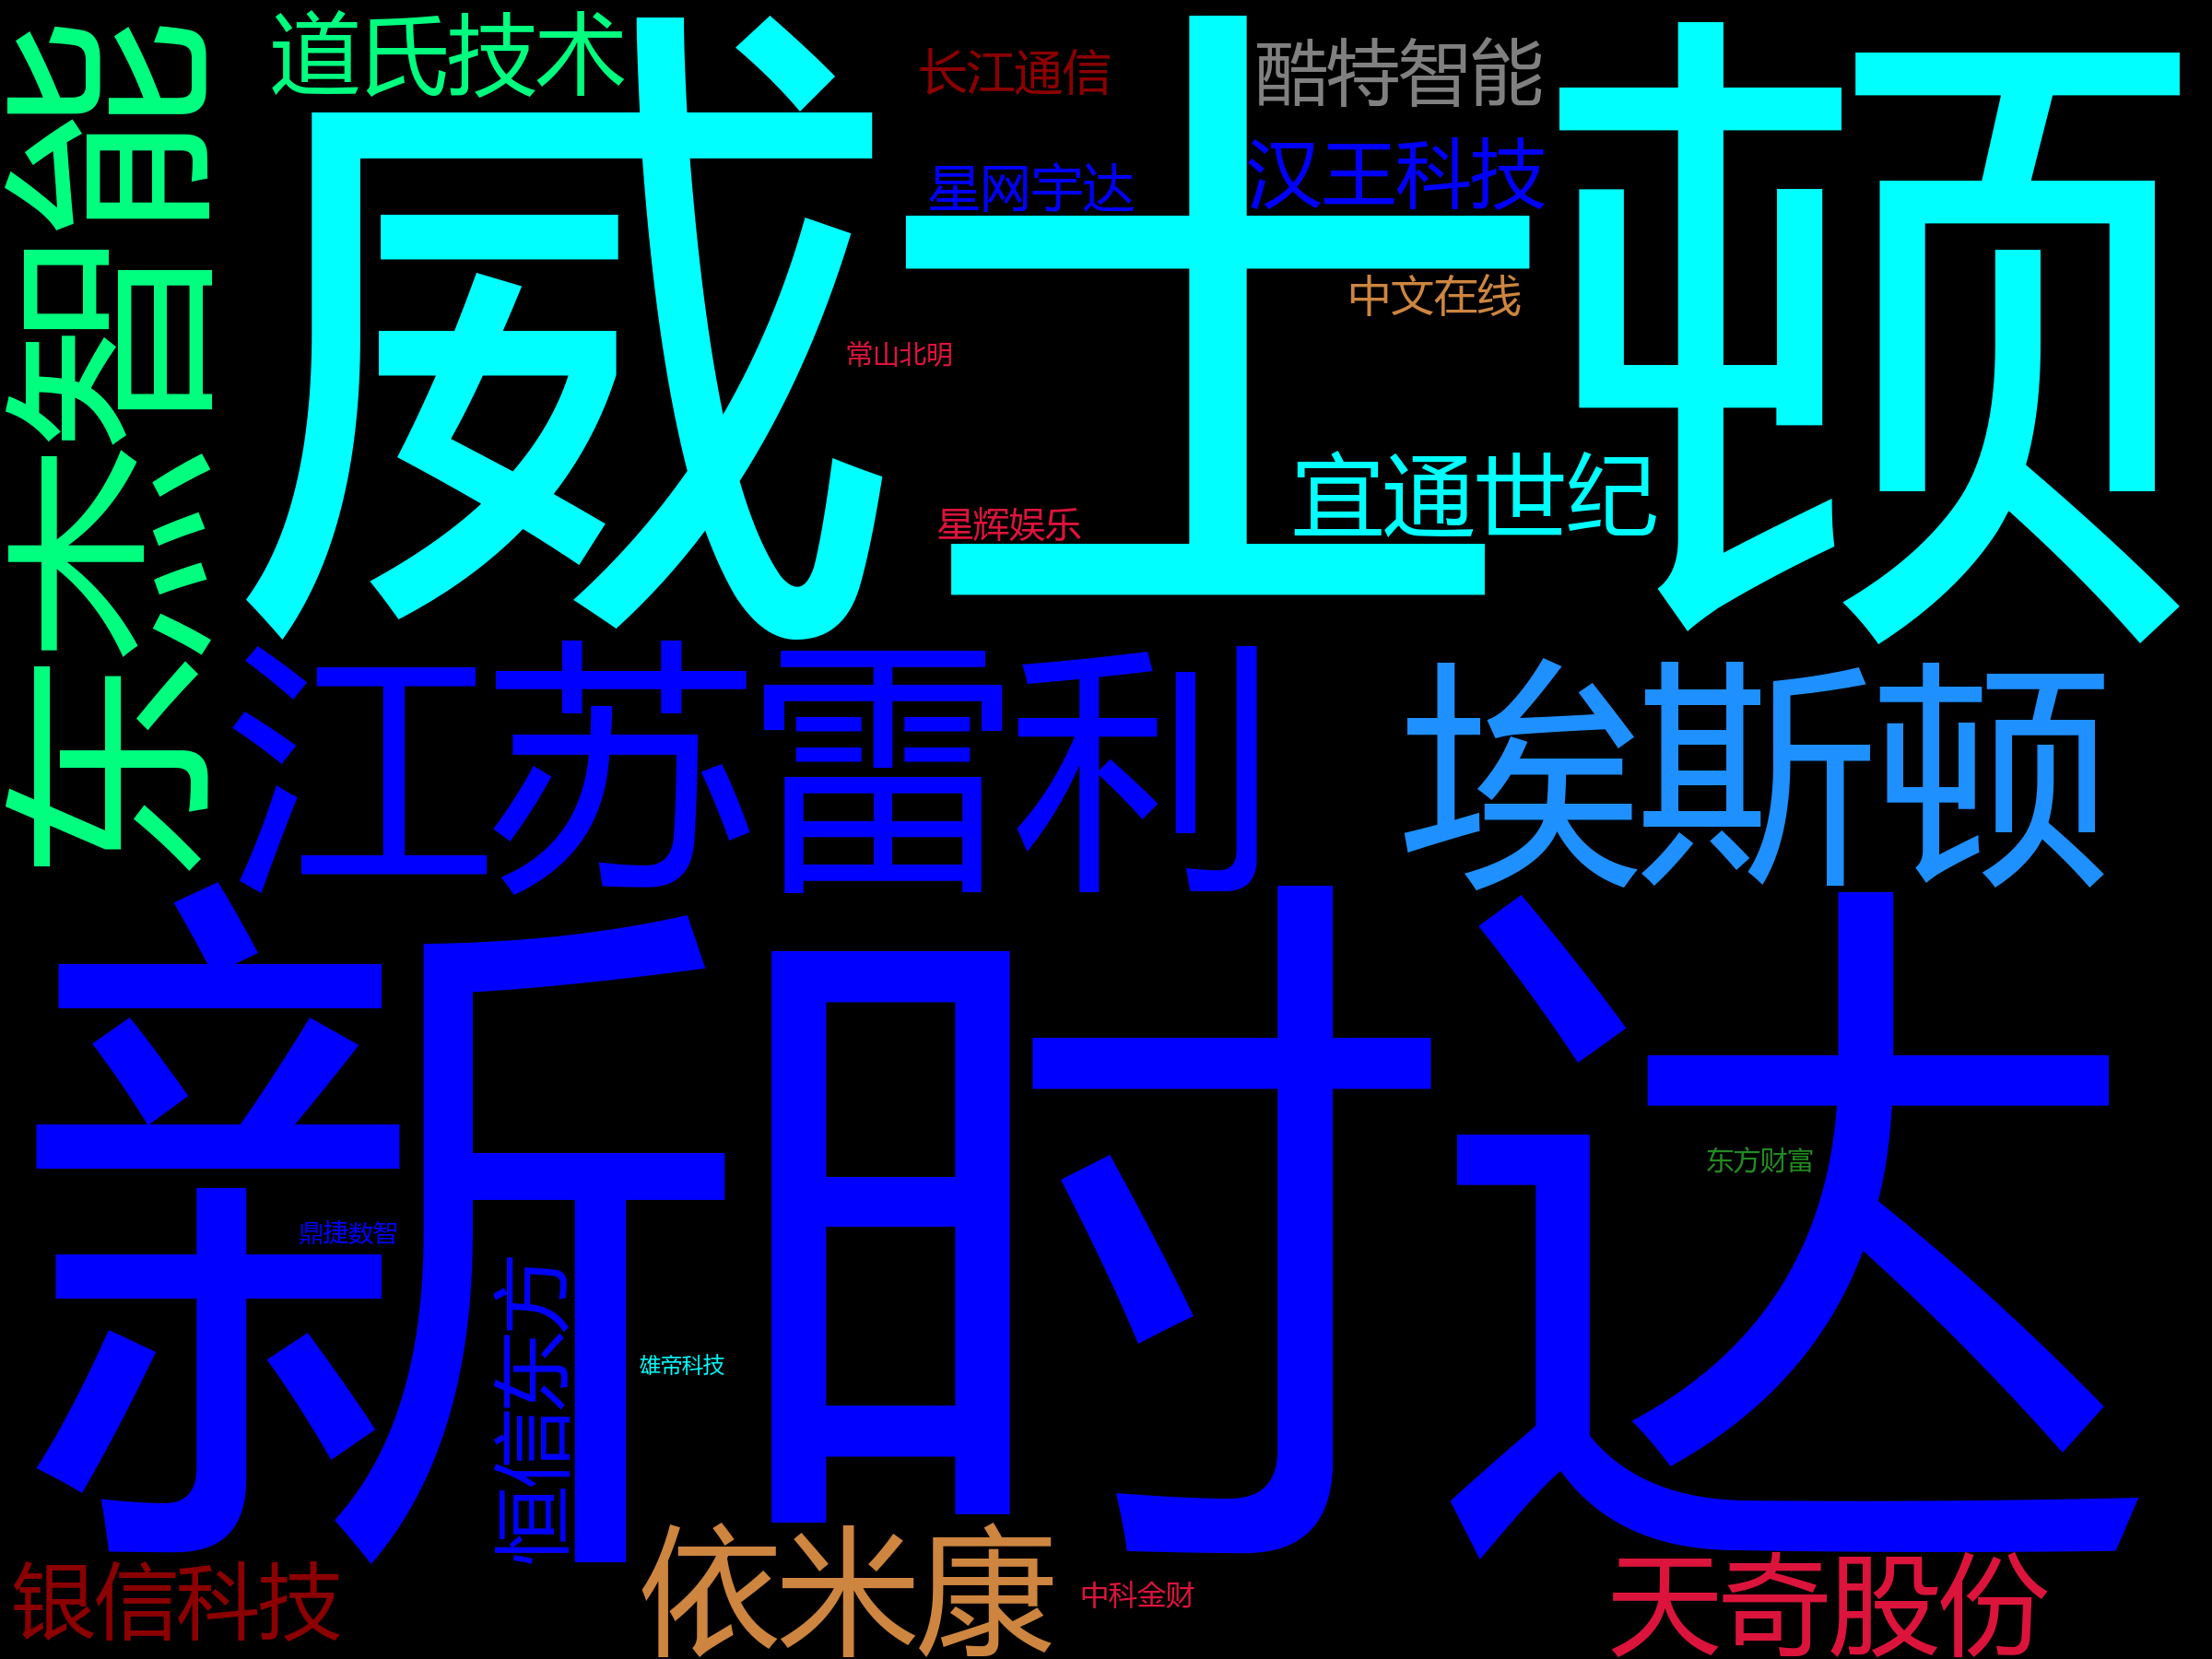 道氏技术
威士顿
长江通信
酷特智能
星网宇达
汉王科技
中文在线
常山北明
宜通世纪
星辉娱乐
东杰智能
江苏雷利
埃斯顿
新时达
东方财富
鼎捷数智
恒信东方
雄帝科技
银信科技
依米康
中科金财
天奇股份